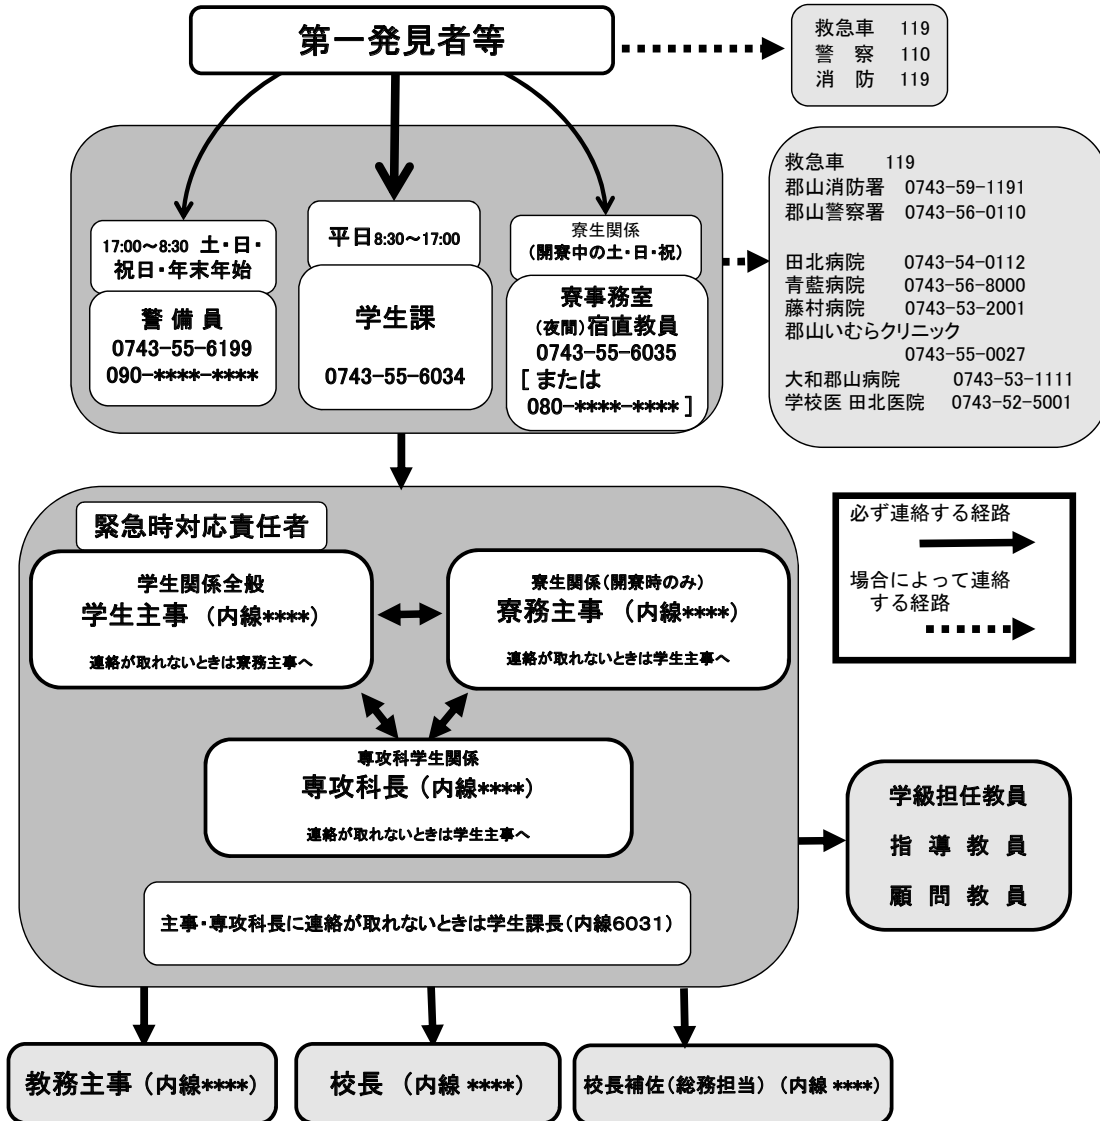 第一発見者等
救急車 119
警 察 110
消 防 119
17:00～8:30 土・日・
祝日・年末年始
警 備 員
0743-55-6199
090-****-****
平日8:30～17:00
学生課
0743-55-6034
寮生関係
(開寮中の土・日・祝)
寮事務室
(夜間)宿直教員
0743-55-6035
[ または
080-****-**** ]
救急車 119
郡山消防署 0743-59-1191
郡山警察署 0743-56-0110
田北病院 0743-54-0112
青藍病院 0743-56-8000
藤村病院 0743-53-2001
郡山いむらクリニック
0743-55-0027
大和郡山病院 0743-53-1111
学校医 田北医院 0743-52-5001
緊急時対応責任者
学生関係全般
学生主事 (内線****)
連絡が取れないときは寮務主事へ
寮生関係(開寮時のみ)
寮務主事 (内線****)
連絡が取れないときは学生主事へ
専攻科学生関係
専攻科長 (内線****)
連絡が取れないときは学生主事へ
主事・専攻科長に連絡が取れないときは学生課長(内線6031)
必ず連絡する経路
場合によって連絡
する経路
学級担任教員
指 導 教 員
顧 問 教 員
教務主事 (内線****)
校長 (内線 ****)
校長補佐(総務担当) (内線 ****)